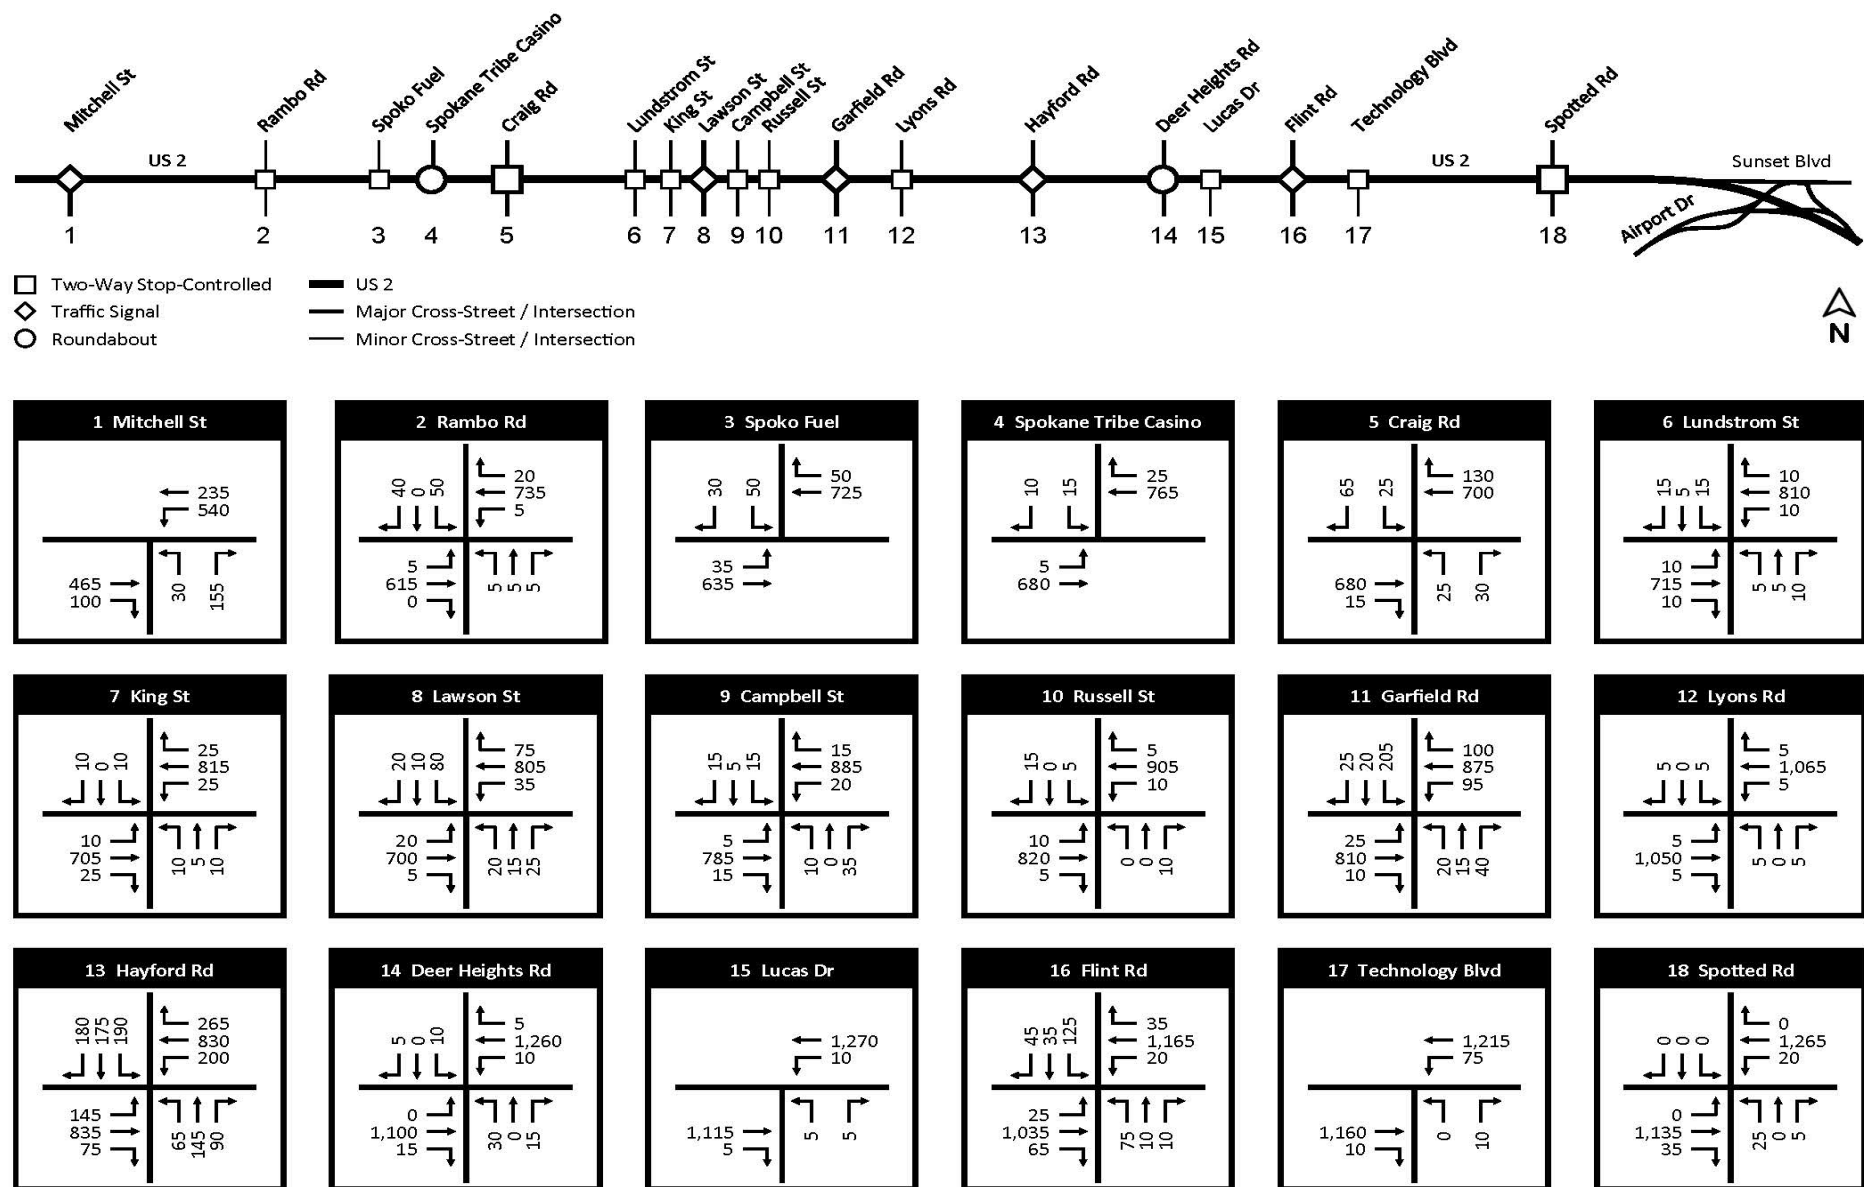 Mitchell St
Rambo Rd
Spoko Fuel
Spokane Tribe Casino
Craig Rd
Lundstrom St
King St
Lawson St
Campbell St
Russell St
Garfield Rd
Lyons Rd
Hayford Rd
Deer Heights Rd
Lucas Dr
Flint Rd
Technology Blvd
Spotted Rd
US 2
US 2
Sunset Blvd
Airport Dr
1 2 3 4 5 6 7 8 9 10 11 12 13 14 15 16 17 18
Two-Way Stop-Controlled
Traffic Signal
Roundabout
US 2
Major Cross-Street / Intersection
Minor Cross-Street / Intersection
N
1 Mitchell St
235
540
465
100
30 155
2 Rambo Rd
40 0 50
20
735
5
5
615
0
5 5 5
3 Spoko Fuel
30 50
50
725
35
635
4 Spokane Tribe Casino
10 15
25
765
5
680
5 Craig Rd
65 25
130
700
680
15
25 30
6 Lundstrom St
15 5 15
10
810
10
10
715
10
5 5 10
7 King St
10 0 10
25
815
25
10
705
25
10 5 10
8 Lawson St
20 10 80
75
805
35
20
700
5
20 15 25
9 Campbell St
15 5 15
15
885
20
5
785
15
10 0 35
10 Russell St
15 0 5
5
905
10
10
820
5
0 0 10
11 Garfield Rd
25 20 205
100
875
95
25
810
10
20 15 40
12 Lyons Rd
5 0 5
5
1,065
5
5
1,050
5
5 0 5
13 Hayford Rd
180 175 190
265
830
200
145
835
75
65 145 90
14 Deer Heights Rd
5 0 10
5
1,260
10
0
1,100
15
30 0 15
15 Lucas Dr
1,270
10
1,115
5
5 5
16 Flint Rd
45 35 125
35
1,165
20
25
1,035
65
75 10 10
17 Technology Blvd
1,215
75
1,160
10
0 10
18 Spotted Rd
0 0 0
0
1,265
20
0
1,135
35
25 0 5